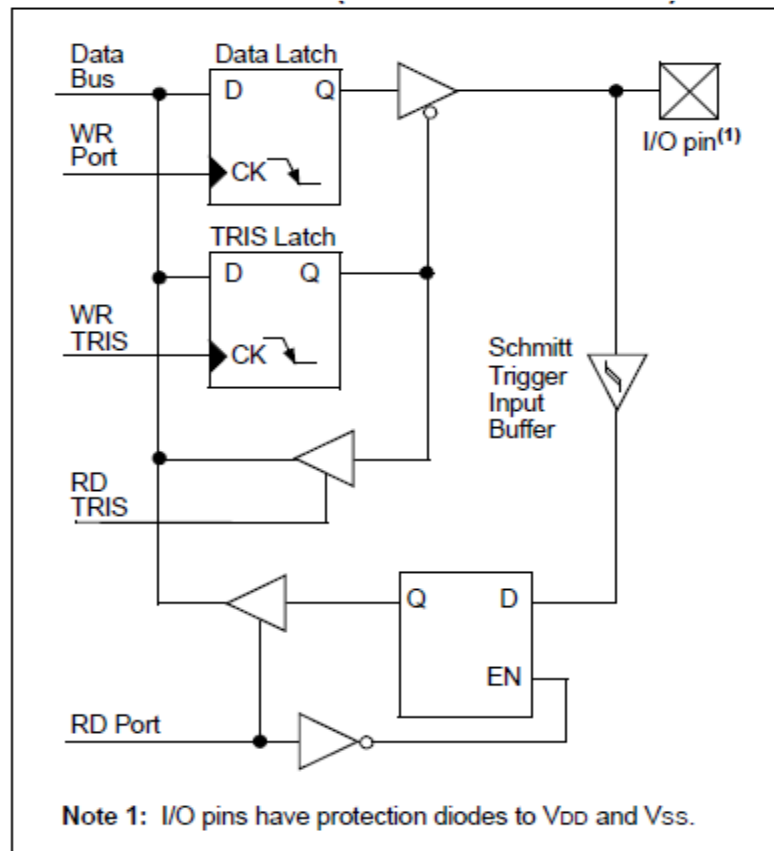 Data
Bus
Data Latch
D
Q
WR
Port
CK
I/O pin(1)
TRIS Latch
D
Q
WR
TRIS
CK
Schmitt
Trigger
Input
Buffer
RD
TRIS
Q
D
EN
RD Port
Note 1: I/O pins have protection diodes to VDD and VSS.